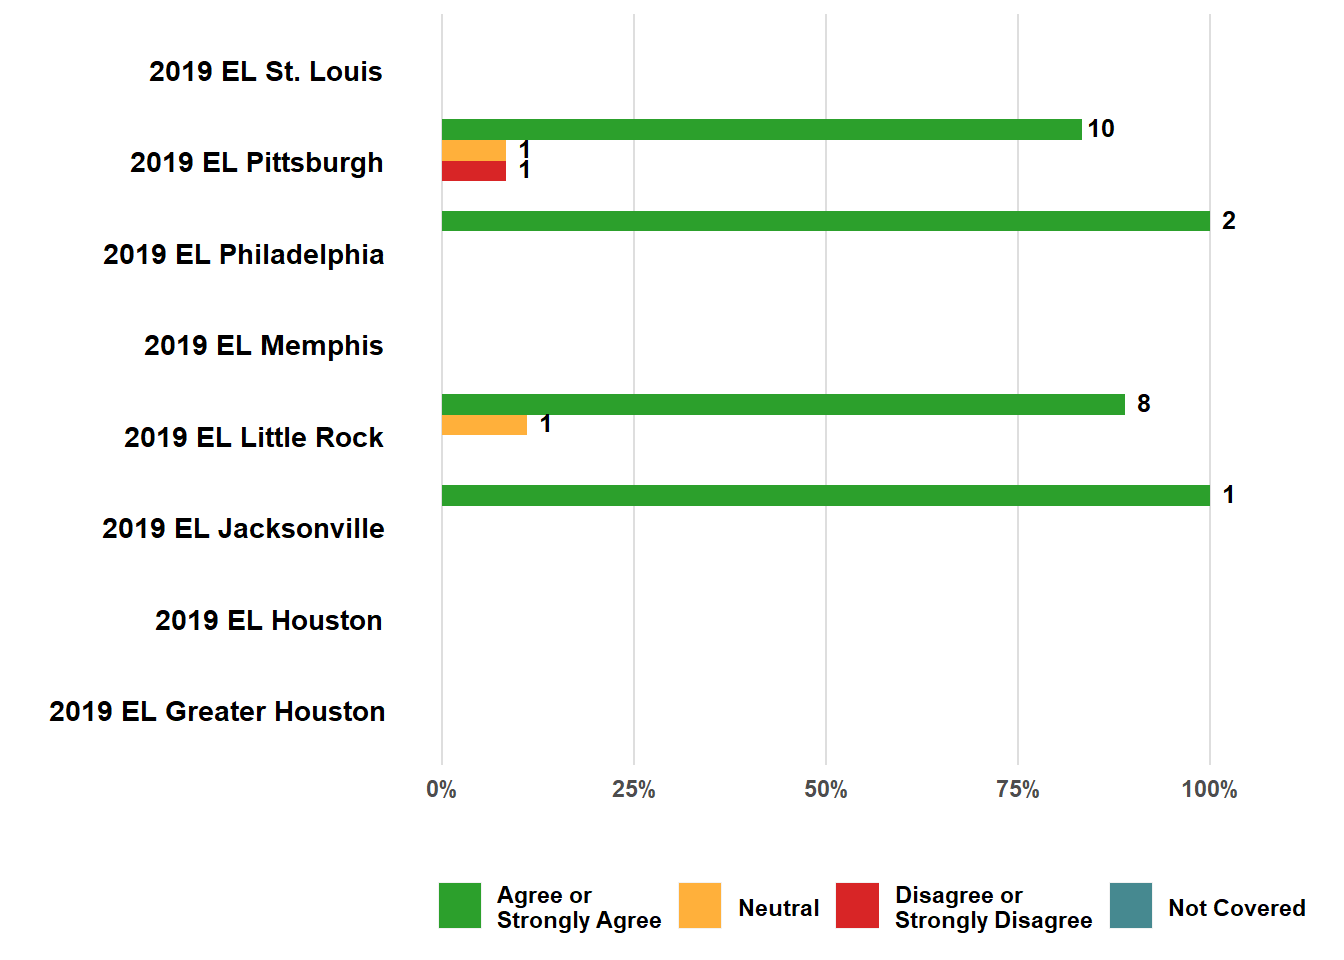 2019 EL St. Louis
10
1
2019 EL Pittsburgh
1
2
2019 EL Philadelphia
2019 EL Memphis
8
1
2019 EL Little Rock
1
2019 EL Jacksonville
2019 EL Houston
2019 EL Greater Houston
0% 25% 50% 75% 100%
Agree or
Strongly Agree
Neutral
Disagree or
Strongly Disagree
Not Covered